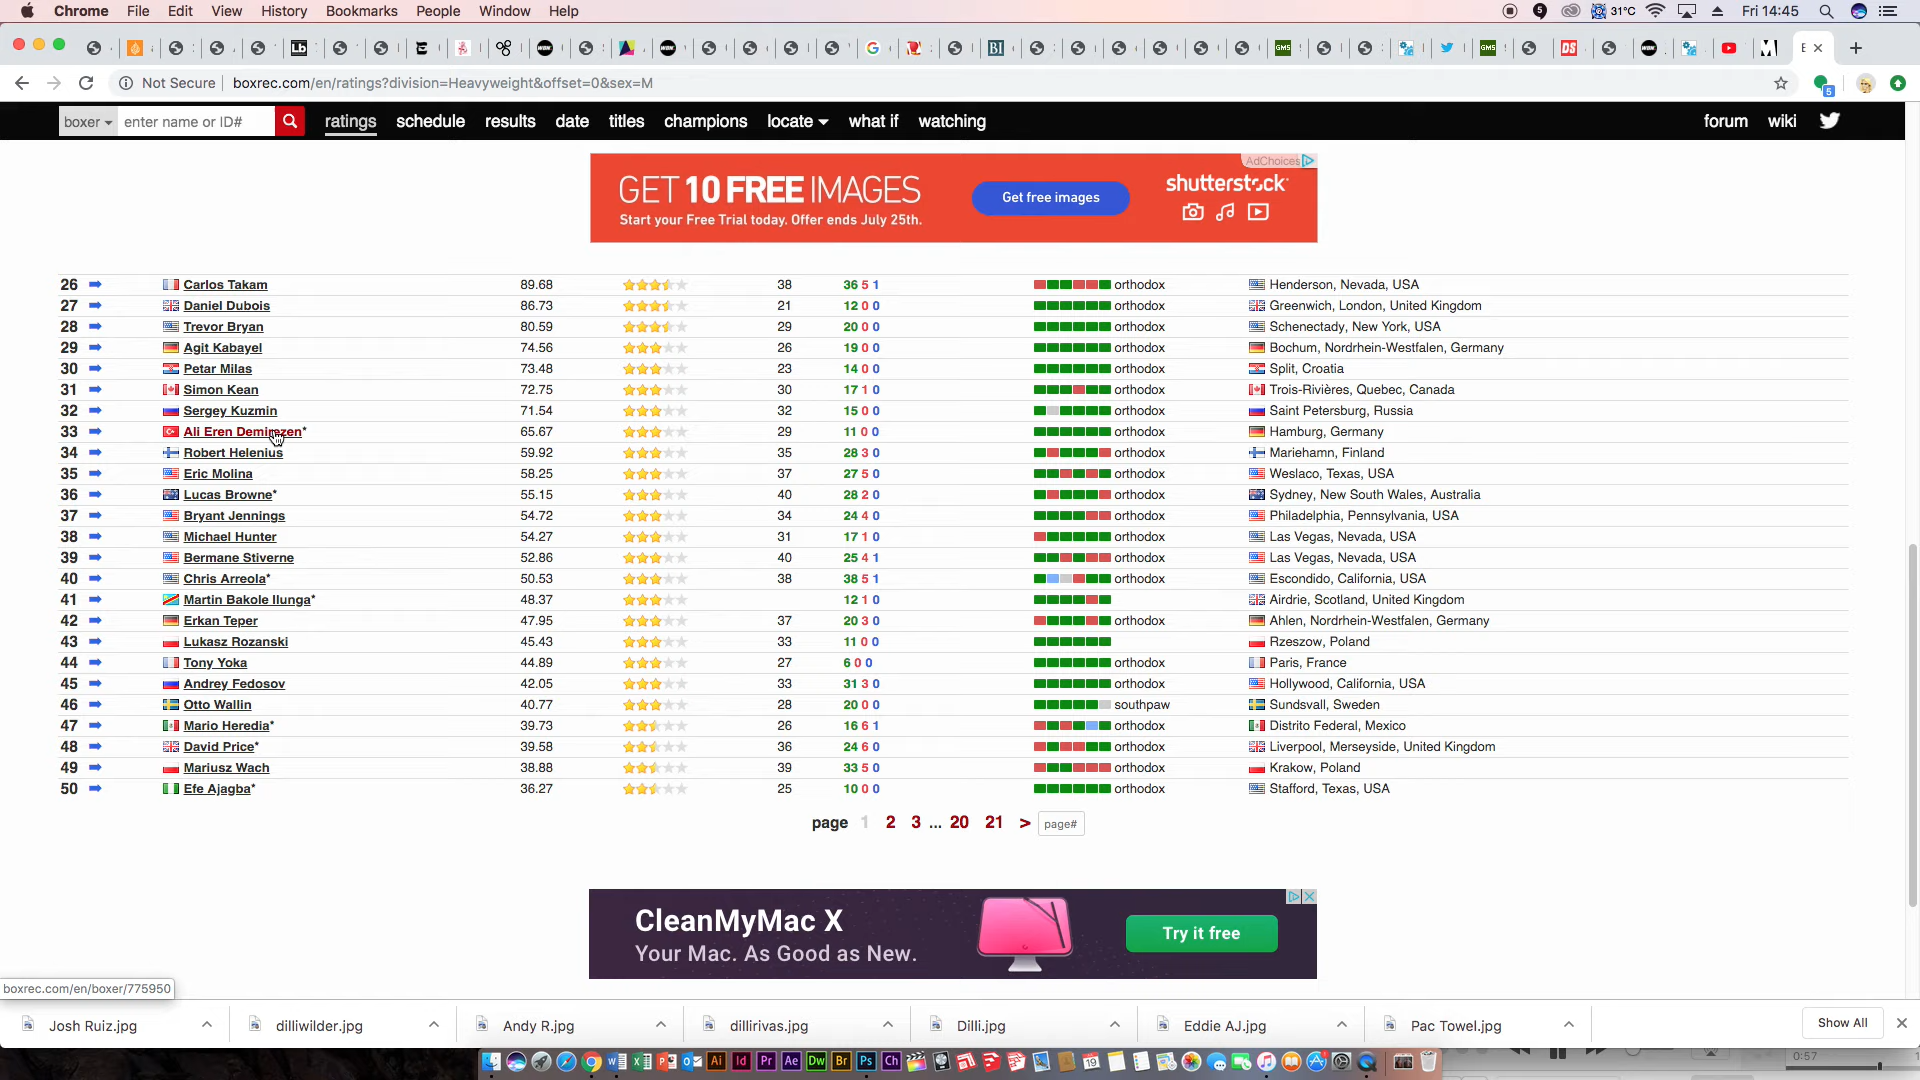 Chrome File Edit View History Bookmarks People Window Help 31°C Fri 14:45
Not Secure boxrec.com/en/ratings?division=Heavyweight&offset=0&sex=M
boxer enter name or ID# ratings schedule results date titles champions locate what if watching forum wiki
AdChoices
GET 10 FREE IMAGES Get free images shutterstock
Start your Free Trial today. Offer ends July 25th.
26 Carlos Takam 89.68 38 36 5 1 orthodox Henderson, Nevada, USA
27 Daniel Dubois 86.73 21 12 0 0 orthodox Greenwich, London, United Kingdom
28 Trevor Bryan 80.59 29 20 0 0 orthodox Schenectady, New York, USA
29 Agit Kabayel 74.56 26 19 0 0 orthodox Bochum, Nordrhein-Westfalen, Germany
30 Petar Milas 73.48 23 14 0 0 orthodox Split, Croatia
31 Simon Kean 72.75 30 17 1 0 orthodox Trois-Rivières, Quebec, Canada
32 Sergey Kuzmin 71.54 32 15 0 0 orthodox Saint Petersburg, Russia
33 Ali Eren Demirezen* 65.67 29 11 0 0 orthodox Hamburg, Germany
34 Robert Helenius 59.92 35 28 3 0 orthodox Mariehamn, Finland
35 Eric Molina 58.25 37 27 5 0 orthodox Weslaco, Texas, USA
36 Lucas Browne* 55.15 40 28 2 0 orthodox Sydney, New South Wales, Australia
37 Bryant Jennings 54.72 34 24 4 0 orthodox Philadelphia, Pennsylvania, USA
38 Michael Hunter 54.27 31 17 1 0 orthodox Las Vegas, Nevada, USA
39 Bermane Stiverne 52.86 40 25 4 1 orthodox Las Vegas, Nevada, USA
40 Chris Arreola* 50.53 38 38 5 1 orthodox Escondido, California, USA
41 Martin Bakole Ilunga* 48.37 12 1 0 Airdrie, Scotland, United Kingdom
42 Erkan Teper 47.95 37 20 3 0 orthodox Ahlen, Nordrhein-Westfalen, Germany
43 Lukasz Rozanski 45.43 33 11 0 0 Rzeszow, Poland
44 Tony Yoka 44.89 27 6 0 0 orthodox Paris, France
45 Andrey Fedosov 42.05 33 31 3 0 orthodox Hollywood, California, USA
46 Otto Wallin 40.77 28 20 0 0 southpaw Sundsvall, Sweden
47 Mario Heredia* 39.73 26 16 6 1 orthodox Distrito Federal, Mexico
48 David Price* 39.58 36 24 6 0 orthodox Liverpool, Merseyside, United Kingdom
49 Mariusz Wach 38.88 39 33 5 0 orthodox Krakow, Poland
50 Efe Ajagba* 36.27 25 10 0 0 orthodox Stafford, Texas, USA
page 1 2 3 ... 20 21 > page#
CleanMyMac X Try it free
Your Mac. As Good as New.
boxrec.com/en/boxer/775950
Josh Ruiz.jpg dilliwilder.jpg Andy R.jpg dillirivas.jpg Dilli.jpg Eddie AJ.jpg Pac Towel.jpg Show All
0:57